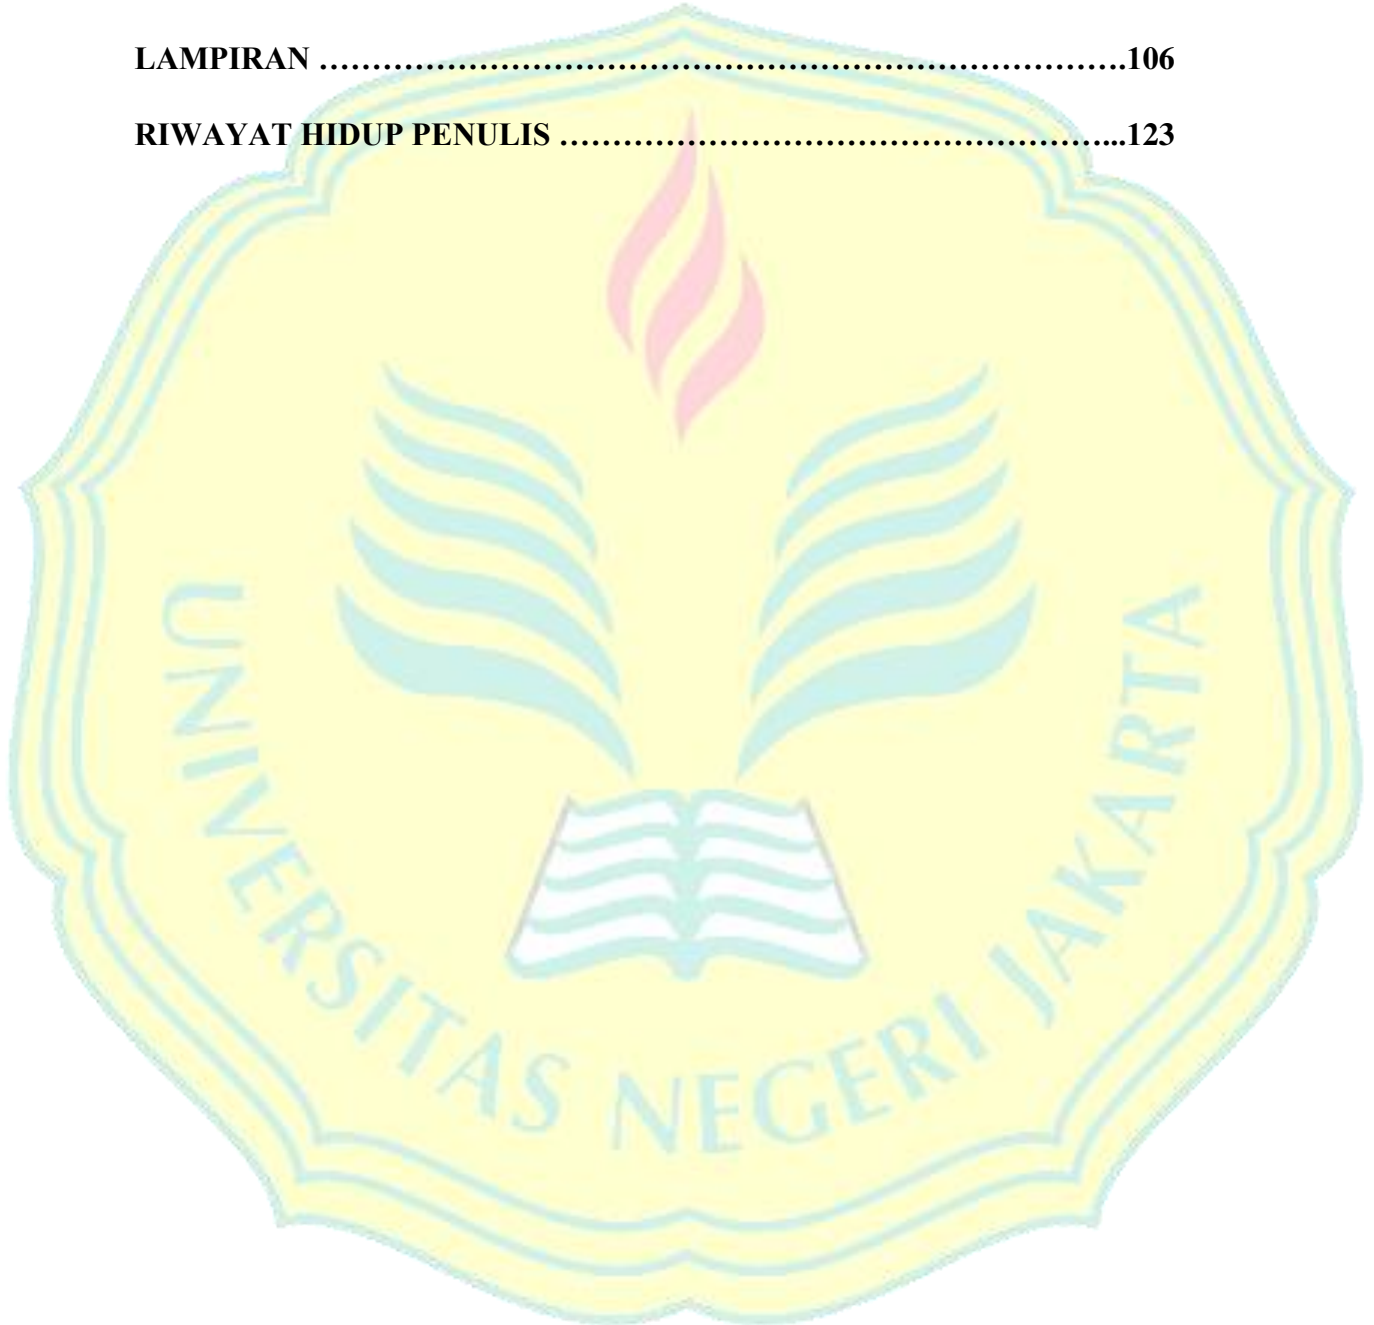 LAMPIRAN ……………………………………………………………………….106
RIWAYAT HIDUP PENULIS ………………………………………………...123
UNIVERSITAS NEGERI JAKARTA